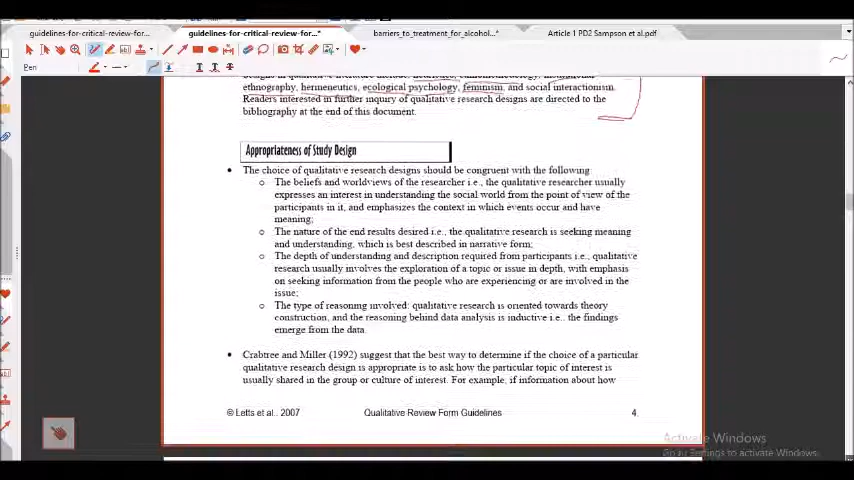 guidelines-for-critical-review-for-...
guidelines-for-critical-review-for...*
barriers_to_treatment_for_alcohol...*
Article 1 PD2 Sampson et al.pdf
Pen
ethnography, hermeneutics, ecological psychology, feminism, and social interactionism.
Readers interested in further inquiry of qualitative research designs are directed to the
bibliography at the end of this document.
Appropriateness of Study Design
• The choice of qualitative research designs should be congruent with the following
o The beliefs and worldviews of the researcher i.e., the qualitative researcher usually
expresses an interest in understanding the social world from the point of view of the
participants in it, and emphasizes the context in which events occur and have
meaning;
o The nature of the end results desired i.e., the qualitative research is seeking meaning
and understanding, which is best described in narrative form;
o The depth of understanding and description required from participants i.e., qualitative
research usually involves the exploration of a topic or issue in depth, with emphasis
on seeking information from the people who are experiencing or are involved in the
issue;
o The type of reasoning involved: qualitative research is oriented towards theory
construction, and the reasoning behind data analysis is inductive i.e., the findings
emerge from the data.
• Crabtree and Miller (1992) suggest that the best way to determine if the choice of a particular
qualitative research design is appropriate is to ask how the particular topic of interest is
usually shared in the group or culture of interest. For example, if information about how
© Letts et al., 2007
Qualitative Review Form Guidelines
4
Activate Windows
Go to Settings to activate Windows.